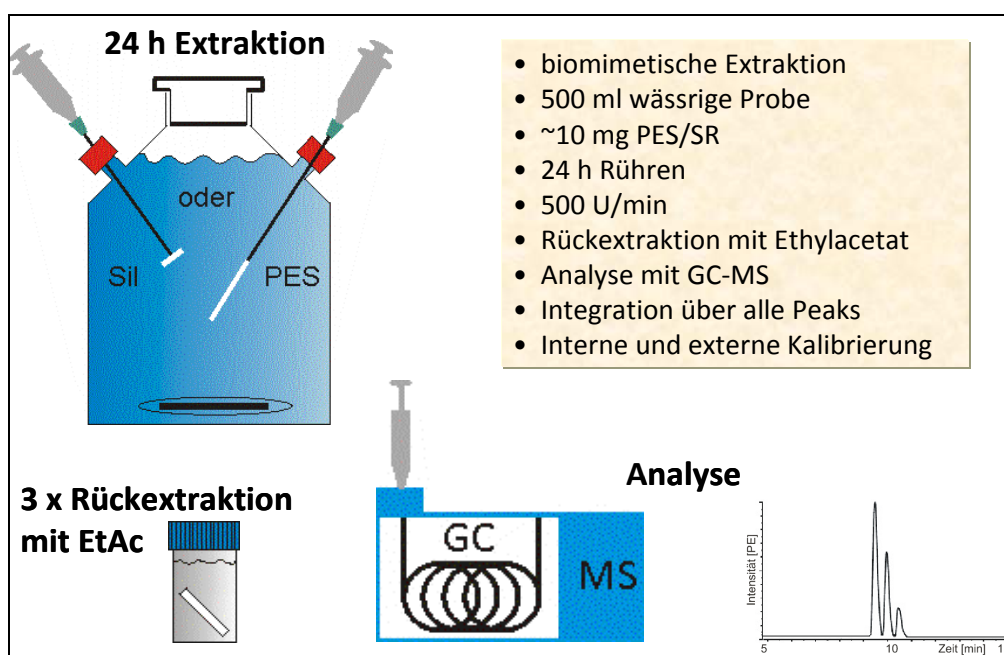 24 h Extraktion
oder
Sil
PES
• biomimetische Extraktion
• 500 ml wässrige Probe
• ~10 mg PES/SR
• 24 h Rühren
• 500 U/min
• Rückextraktion mit Ethylacetat
• Analyse mit GC-MS
• Integration über alle Peaks
• Interne und externe Kalibrierung
3 x Rückextraktion
mit EtAc
GC
MS
Analyse
Intensität [PE]
5
10
Zeit [min]
1